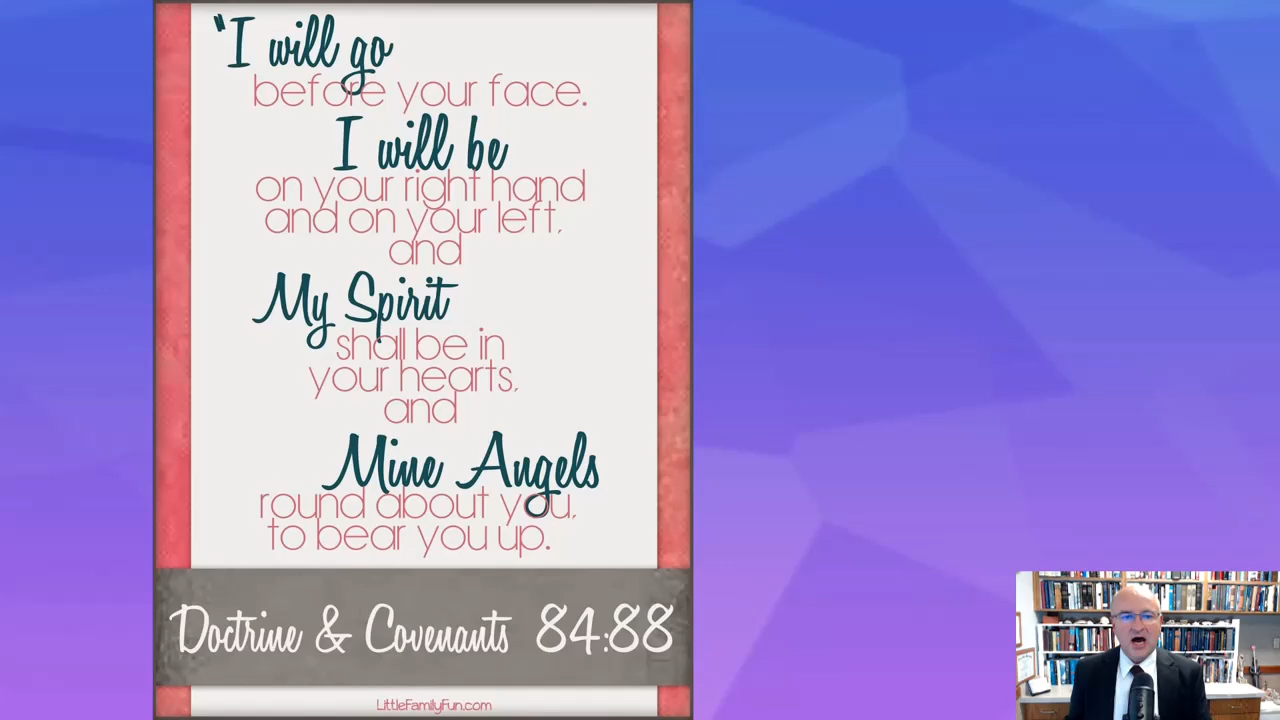 "I will go
before your face.
I will be
on your right hand
and on your left,
and
My Spirit
shall be in
your hearts,
and
Mine Angels
round about you,
to bear you up.
Doctrine & Covenants 84:88
LittleFamilyFun.com